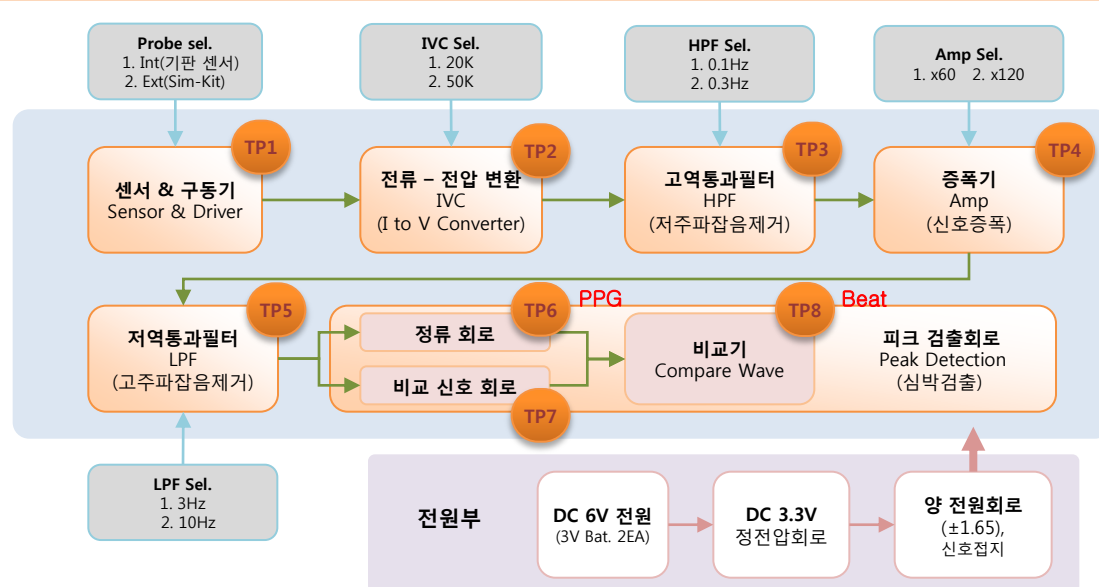 Probe sel.
1. Int(기판 센서)
2. Ext(Sim-Kit)
IVC Sel.
1. 20K
2. 50K
HPF Sel.
1. 0.1Hz
2. 0.3Hz
Amp Sel.
1. x60 2. x120
TP1
센서 & 구동기
Sensor & Driver
TP2
전류 – 전압 변환
IVC
(I to V Converter)
TP3
고역통과필터
HPF
(저주파잡음제거)
TP4
증폭기
Amp
(신호증폭)
TP5
저역통과필터
LPF
(고주파잡음제거)
TP6
PPG
정류 회로
비교 신호 회로
TP7
TP8
Beat
비교기
Compare Wave
피크 검출회로
Peak Detection
(심박검출)
LPF Sel.
1. 3Hz
2. 10Hz
전원부
DC 6V 전원
(3V Bat. 2EA)
DC 3.3V
정전압회로
양 전원회로
(±1.65),
신호접지